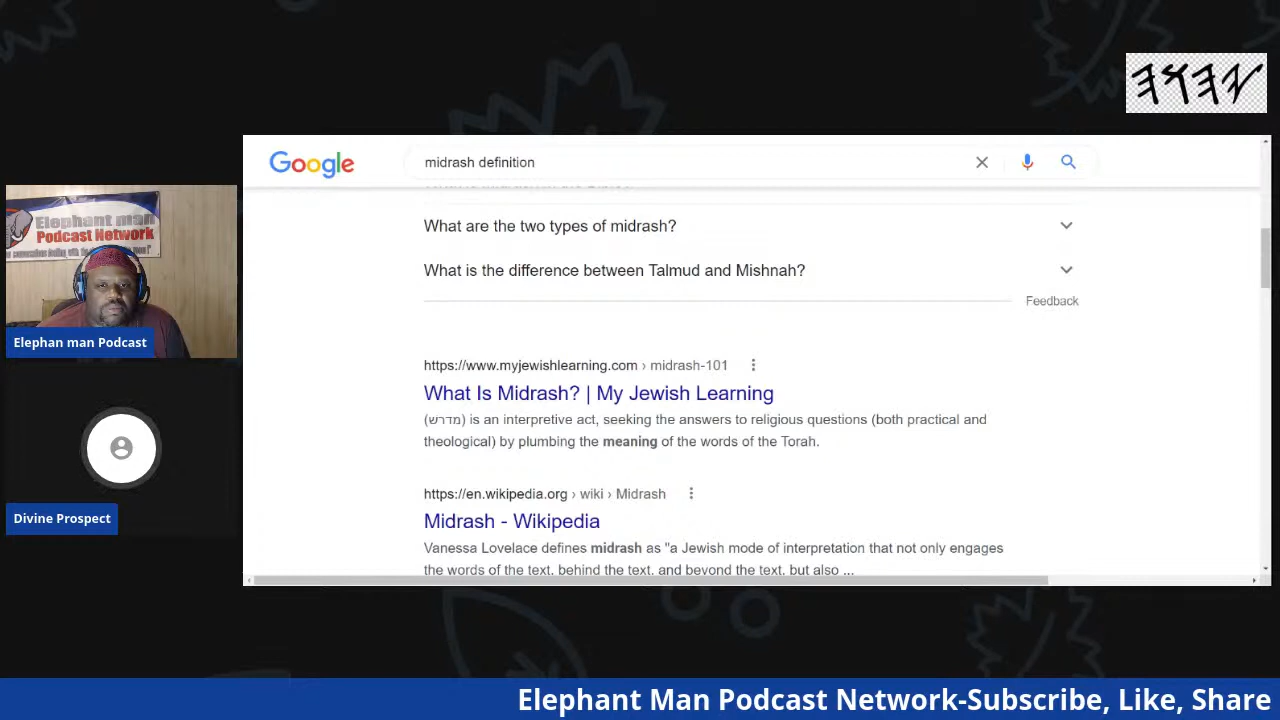 𐤉𐤄𐤅𐤄
Google
midrash definition
What are the two types of midrash?
What is the difference between Talmud and Mishnah?
Feedback
https://www.myjewishlearning.com › midrash-101
What Is Midrash? | My Jewish Learning
(מדרש) is an interpretive act, seeking the answers to religious questions (both practical and
theological) by plumbing the meaning of the words of the Torah.
https://en.wikipedia.org › wiki › Midrash
Midrash - Wikipedia
Vanessa Lovelace defines midrash as "a Jewish mode of interpretation that not only engages
the words of the text, behind the text, and beyond the text, but also ...
Elephant man
Podcast Network
Elephan man Podcast
Divine Prospect
Elephant Man Podcast Network-Subscribe, Like, Share